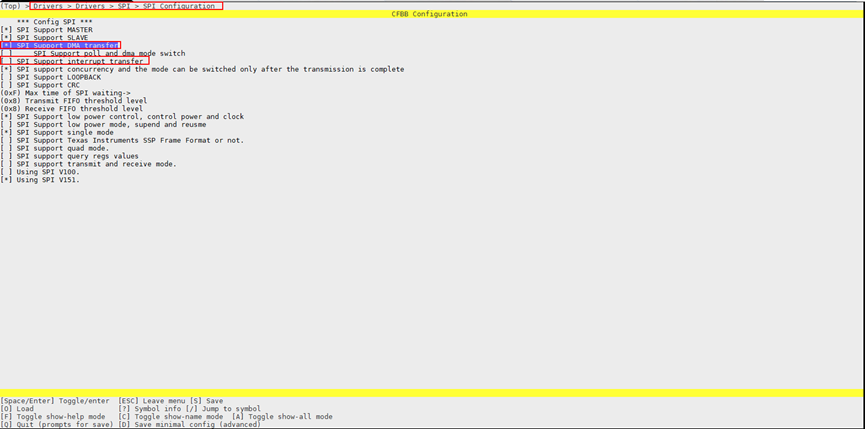 (Top) > Drivers > Drivers > SPI > SPI Configuration
CFBB Configuration
*** Config SPI ***
[*] SPI Support MASTER
[*] SPI Support SLAVE
[*] SPI Support DMA transfer
[ ] SPI Support poll and dma mode switch
[ ] SPI Support interrupt transfer
[*] SPI support concurrency and the mode can be switched only after the transmission is complete
[ ] SPI Support LOOPBACK
[ ] SPI Support CRC
(0xF) Max time of SPI waiting->
(0x8) Transmit FIFO threshold level
(0x8) Receive FIFO threshold level
[*] SPI Support low power control, control power and clock
[ ] SPI Support low power mode, supend and reusme
[*] SPI Support single mode
[ ] SPI Support Texas Instruments SSP Frame Format or not.
[ ] SPI support quad mode.
[ ] SPI support query regs values
[ ] SPI support transmit and receive mode.
[ ] Using SPI V100.
[*] Using SPI V151.
[Space/Enter] Toggle/enter [ESC] Leave menu [S] Save
[O] Load [?] Symbol info [/] Jump to symbol
[F] Toggle show-help mode [C] Toggle show-name mode [A] Toggle show-all mode
[Q] Quit (prompts for save) [D] Save minimal config (advanced)